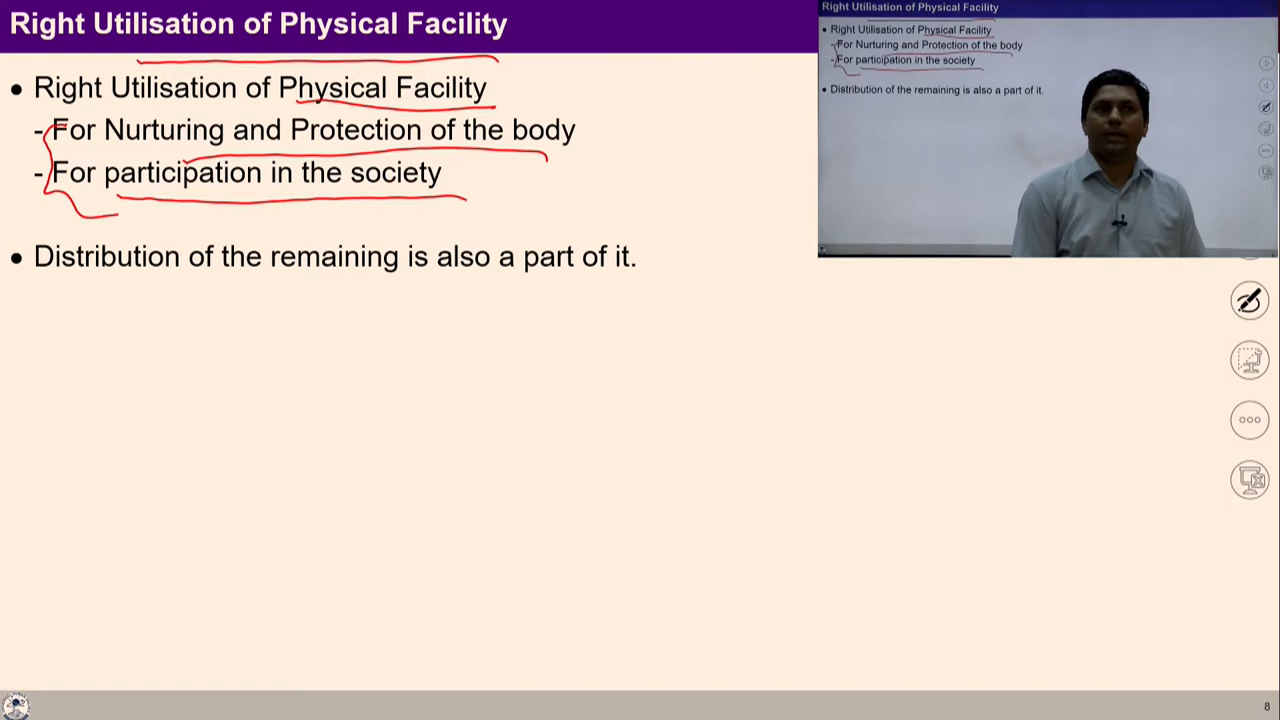 Right Utilisation of Physical Facility
• Right Utilisation of Physical Facility
- For Nurturing and Protection of the body
- For participation in the society
• Distribution of the remaining is also a part of it.
Right Utilisation of Physical Facility
• Right Utilisation of Physical Facility
- For Nurturing and Protection of the body
- For participation in the society
• Distribution of the remaining is also a part of it.
8